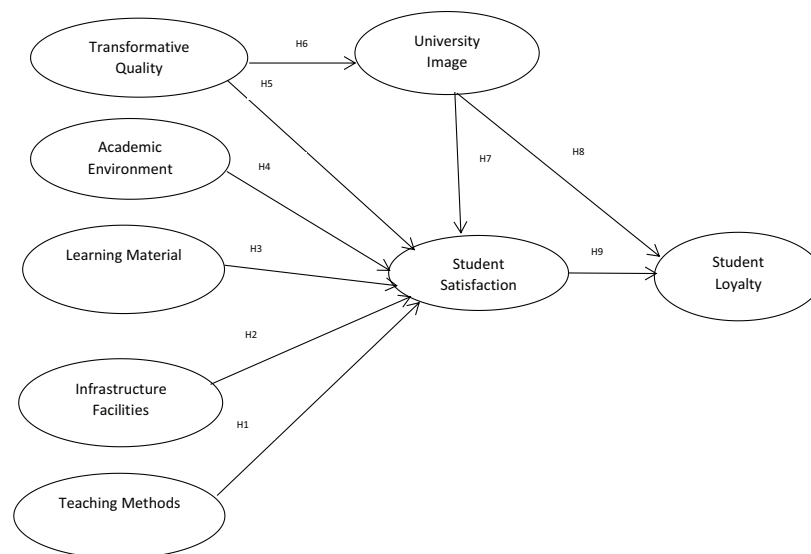 Transformative
Quality
H6
University
Image
H5
Academic
Environment
H4
H7
H8
Learning Material
H3
Student
Satisfaction
H9
Student
Loyalty
H2
Infrastructure
Facilities
H1
Teaching Methods